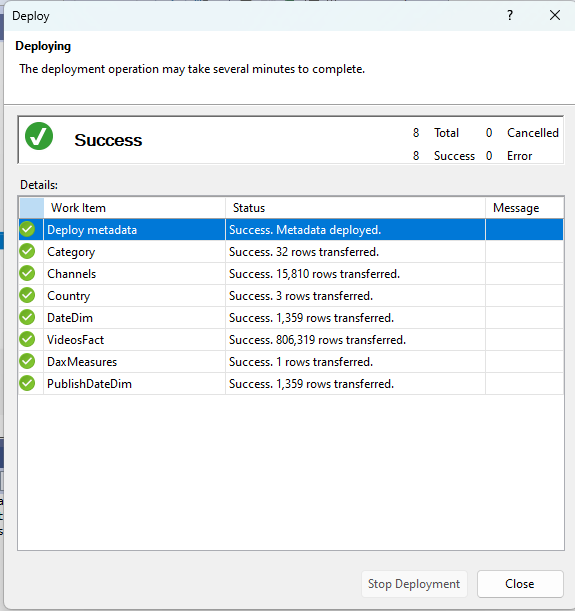 Deploy ?
Deploying
The deployment operation may take several minutes to complete.
Success
8 Total 0 Cancelled
8 Success 0 Error
Details:
Work Item Status Message
Deploy metadata Success. Metadata deployed.
Category Success. 32 rows transferred.
Channels Success. 15,810 rows transferred.
Country Success. 3 rows transferred.
DateDim Success. 1,359 rows transferred.
VideosFact Success. 806,319 rows transferred.
DaxMeasures Success. 1 rows transferred.
PublishDateDim Success. 1,359 rows transferred.
Stop Deployment Close